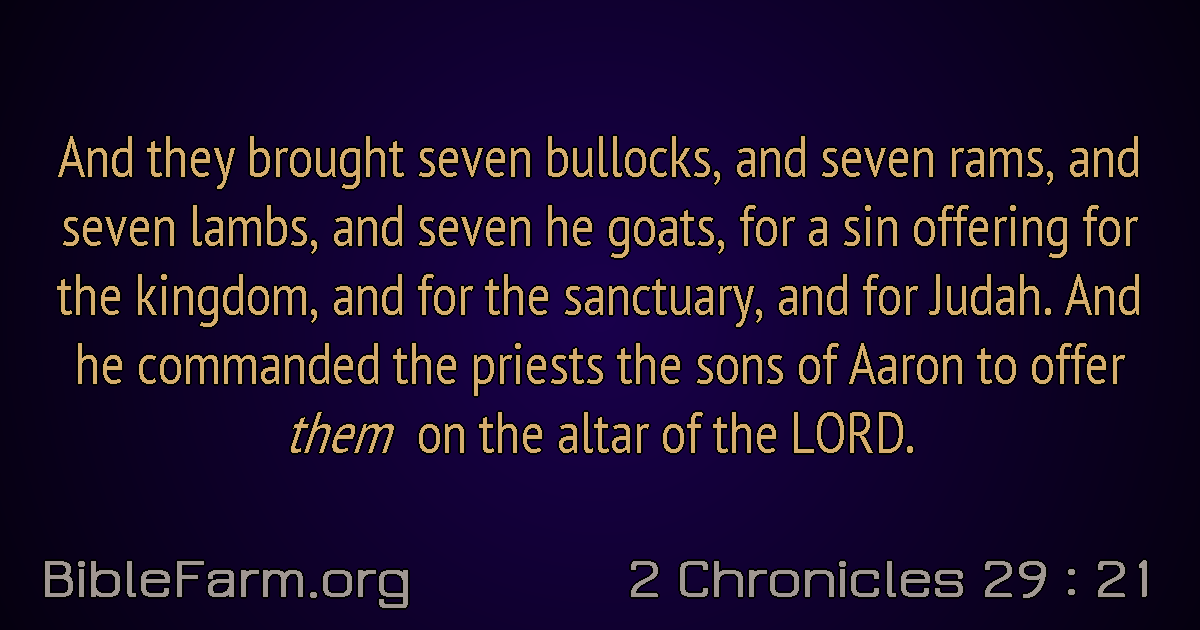 And they brought seven bullocks, and seven rams, and
seven lambs, and seven he goats, for a sin offering for
the kingdom, and for the sanctuary, and for Judah. And
he commanded the priests the sons of Aaron to offer
them on the altar of the LORD.
BibleFarm.org
2 Chronicles 29 : 21